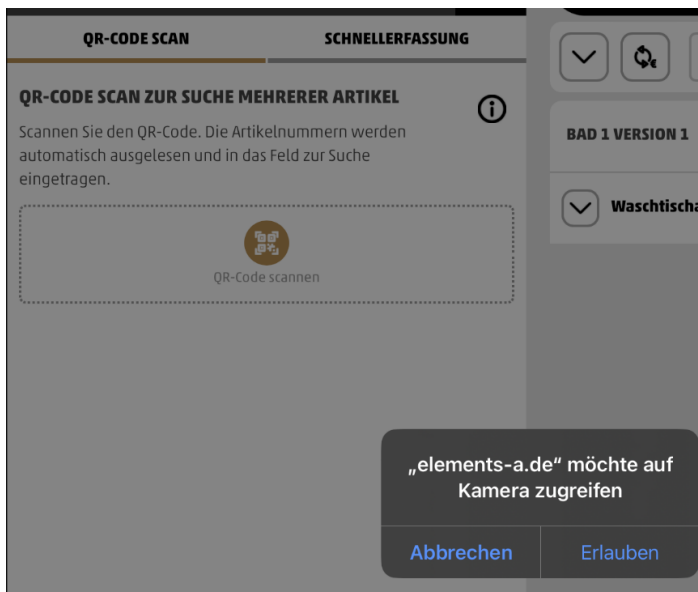 QR-CODE SCAN
SCHNELLERFASSUNG
QR-CODE SCAN ZUR SUCHE MEHRERER ARTIKEL
Scannen Sie den QR-Code. Die Artikelnummern werden
automatisch ausgelesen und in das Feld zur Suche
eingetragen.
QR-Code scannen
BAD 1 VERSION 1
Waschtischa
„elements-a.de“ möchte auf
Kamera zugreifen
Abbrechen
Erlauben